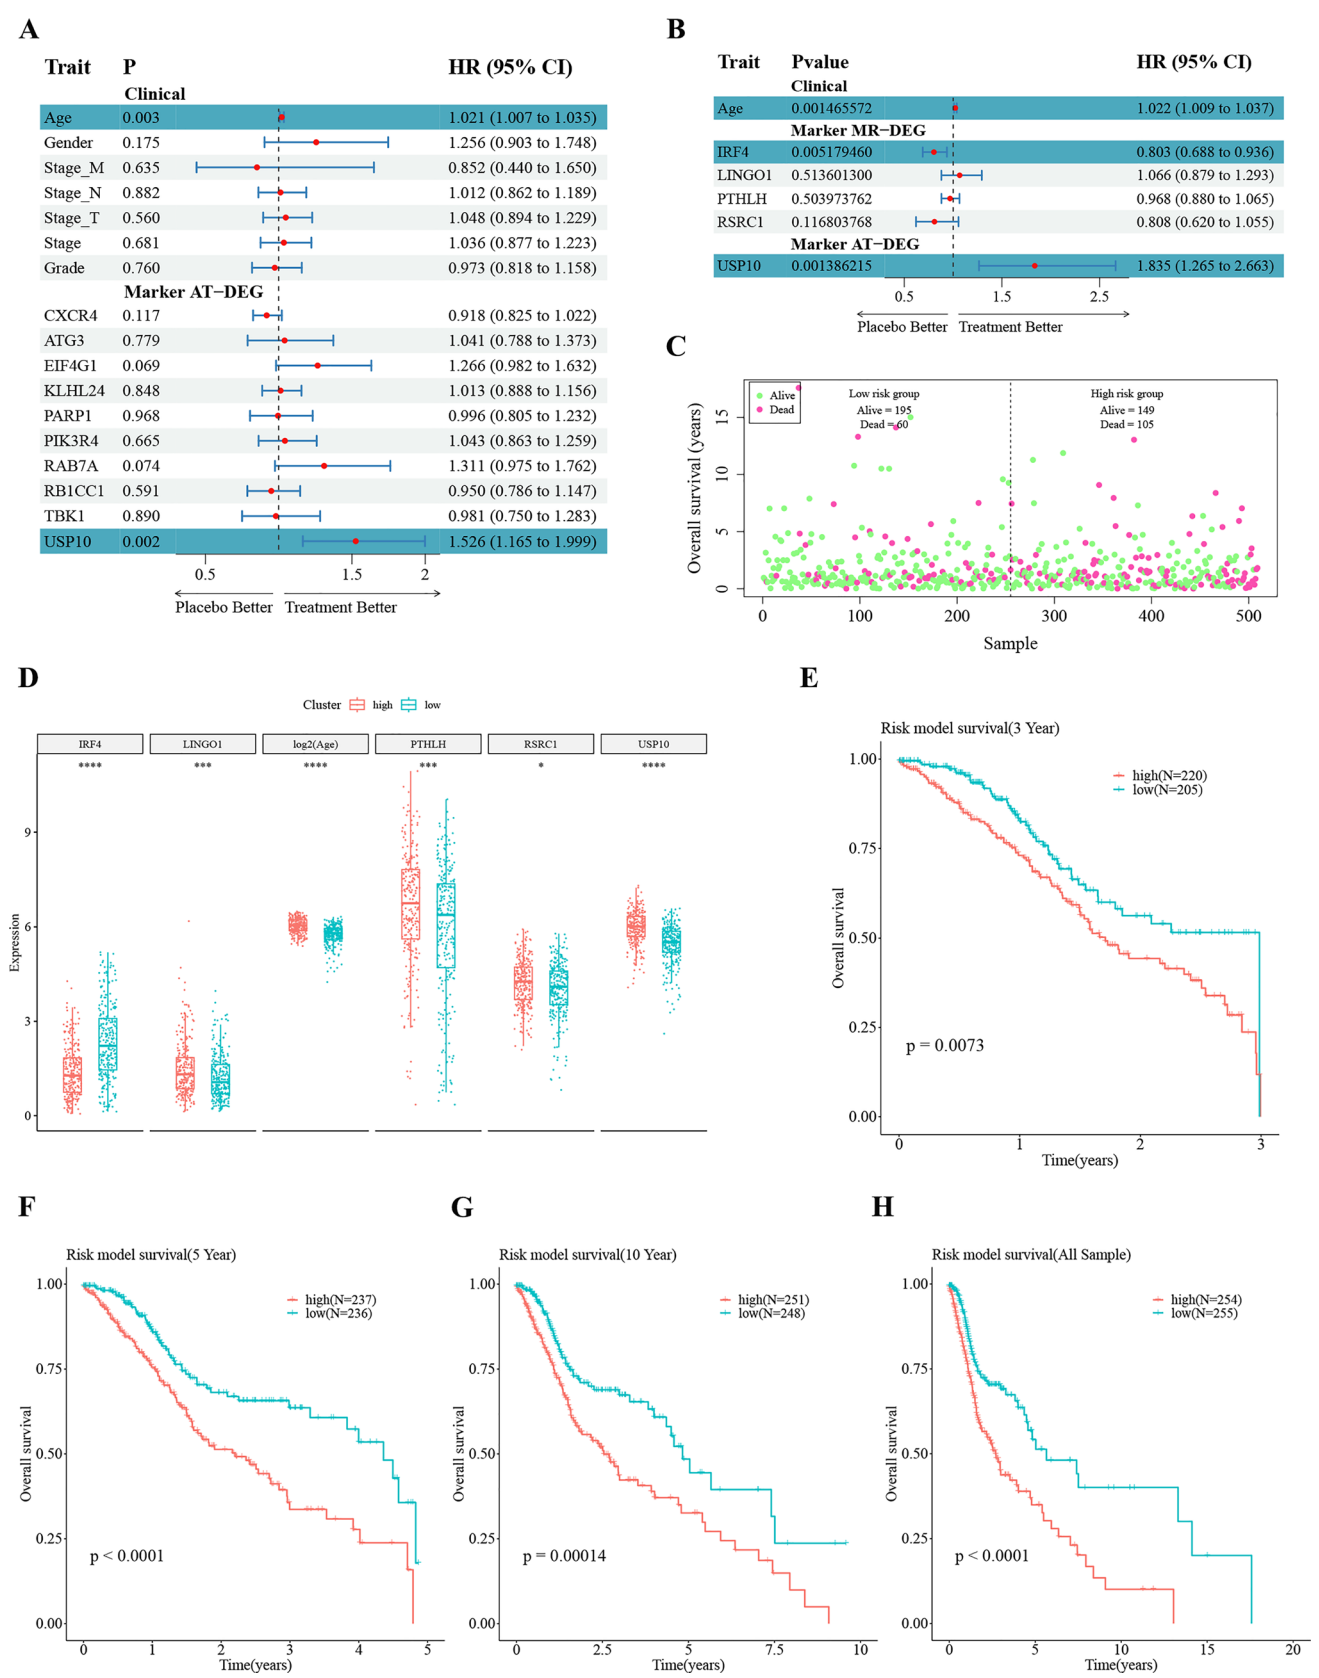 A
Trait P HR (95% CI)
Clinical
Age 0.003 1.021 (1.007 to 1.035)
Gender 0.175 1.256 (0.903 to 1.748)
Stage_M 0.635 0.852 (0.440 to 1.650)
Stage_N 0.882 1.012 (0.862 to 1.189)
Stage_T 0.560 1.048 (0.894 to 1.229)
Stage 0.681 1.036 (0.877 to 1.223)
Grade 0.760 0.973 (0.818 to 1.158)
Marker AT−DEG
CXCR4 0.117 0.918 (0.825 to 1.022)
ATG3 0.779 1.041 (0.788 to 1.373)
EIF4G1 0.069 1.266 (0.982 to 1.632)
KLHL24 0.848 1.013 (0.888 to 1.156)
PARP1 0.968 0.996 (0.805 to 1.232)
PIK3R4 0.665 1.043 (0.863 to 1.259)
RAB7A 0.074 1.311 (0.975 to 1.762)
RB1CC1 0.591 0.950 (0.786 to 1.147)
TBK1 0.890 0.981 (0.750 to 1.283)
USP10 0.002 1.526 (1.165 to 1.999)
0.5 1.5 2
Placebo Better Treatment Better
B
Trait Pvalue HR (95% CI)
Clinical
Age 0.001465572 1.022 (1.009 to 1.037)
Marker MR−DEG
IRF4 0.005179460 0.803 (0.688 to 0.936)
LINGO1 0.513601300 1.066 (0.879 to 1.293)
PTHLH 0.503973762 0.968 (0.880 to 1.065)
RSRC1 0.116803768 0.808 (0.620 to 1.055)
Marker AT−DEG
USP10 0.001386215 1.835 (1.265 to 2.663)
0.5 1.5 2.5
Placebo Better Treatment Better
C
Alive
Dead
Low risk group
Alive = 195
Dead = 60
High risk group
Alive = 149
Dead = 105
Overall survival (years)
15
10
5
0
0 100 200 300 400 500
Sample
D
Cluster high low
IRF4 LINGO1 log2(Age) PTHLH RSRC1 USP10
**** *** **** *** * ****
Expression
9
6
3
0
E
Risk model survival(3 Year)
high(N=220)
low(N=205)
Overall survival
1.00
0.75
0.50
0.25
0.00
p = 0.0073
0 1 2 3
Time(years)
F
Risk model survival(5 Year)
high(N=237)
low(N=236)
Overall survival
1.00
0.75
0.50
0.25
0.00
p < 0.0001
0 1 2 3 4 5
Time(years)
G
Risk model survival(10 Year)
high(N=251)
low(N=248)
Overall survival
1.00
0.75
0.50
0.25
0.00
p = 0.00014
0 2.5 5 7.5 10
Time(years)
H
Risk model survival(All Sample)
high(N=254)
low(N=255)
Overall survival
1.00
0.75
0.50
0.25
0.00
p < 0.0001
0 5 10 15 20
Time(years)